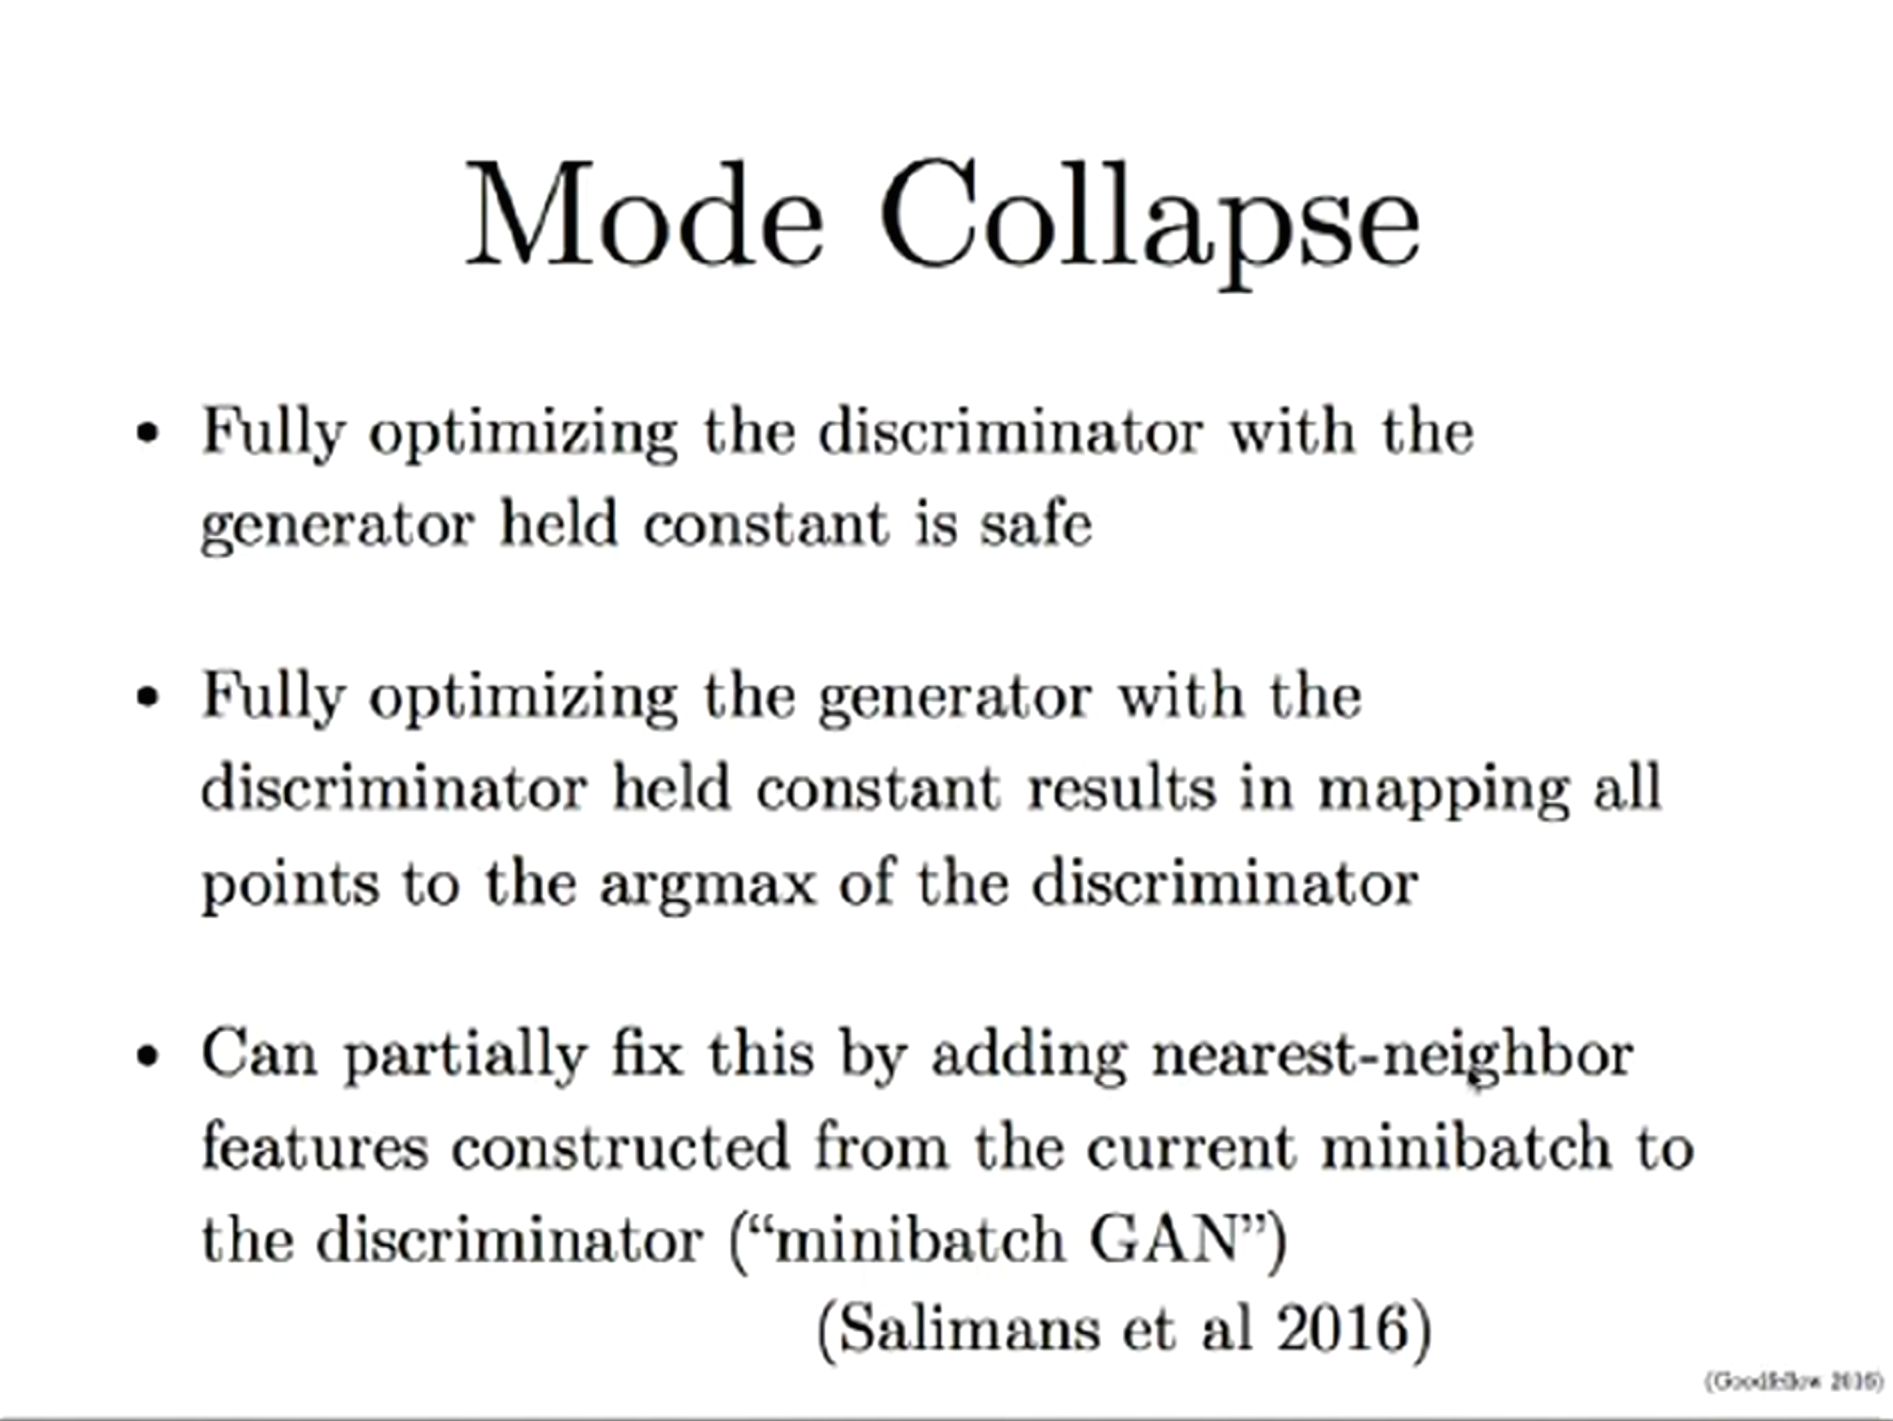 Mode Collapse
• Fully optimizing the discriminator with the
generator held constant is safe
• Fully optimizing the generator with the
discriminator held constant results in mapping all
points to the argmax of the discriminator
• Can partially fix this by adding nearest-neighbor
features constructed from the current minibatch to
the discriminator (“minibatch GAN”)
(Salimans et al 2016)
(Goodfellow 2016)